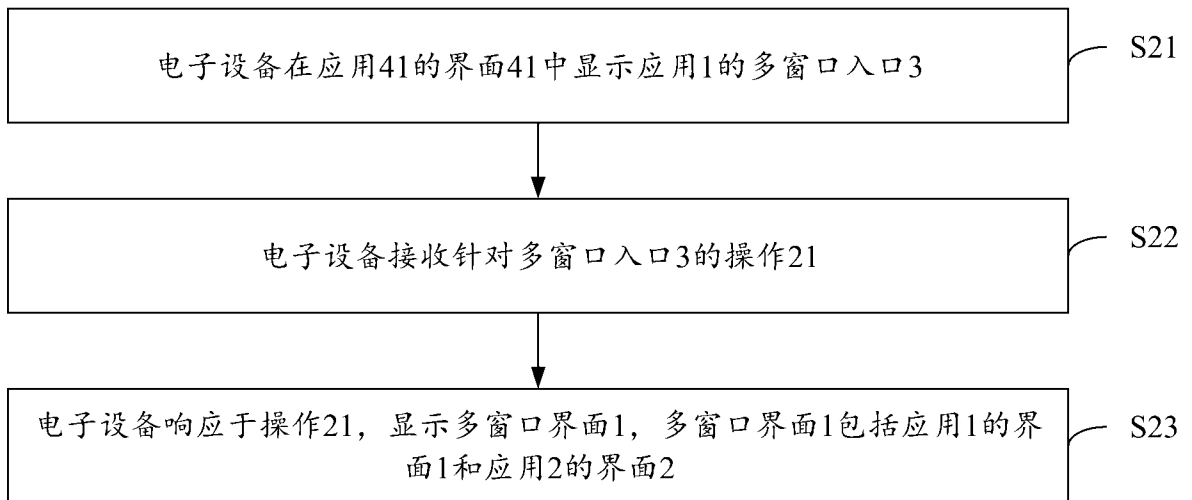 电子设备在应用41的界面41中显示应用1的多窗口入口3
S21
电子设备接收针对多窗口入口3的操作21
S22
电子设备响应于操作21，显示多窗口界面1，多窗口界面1包括应用1的界
面1和应用2的界面2
S23